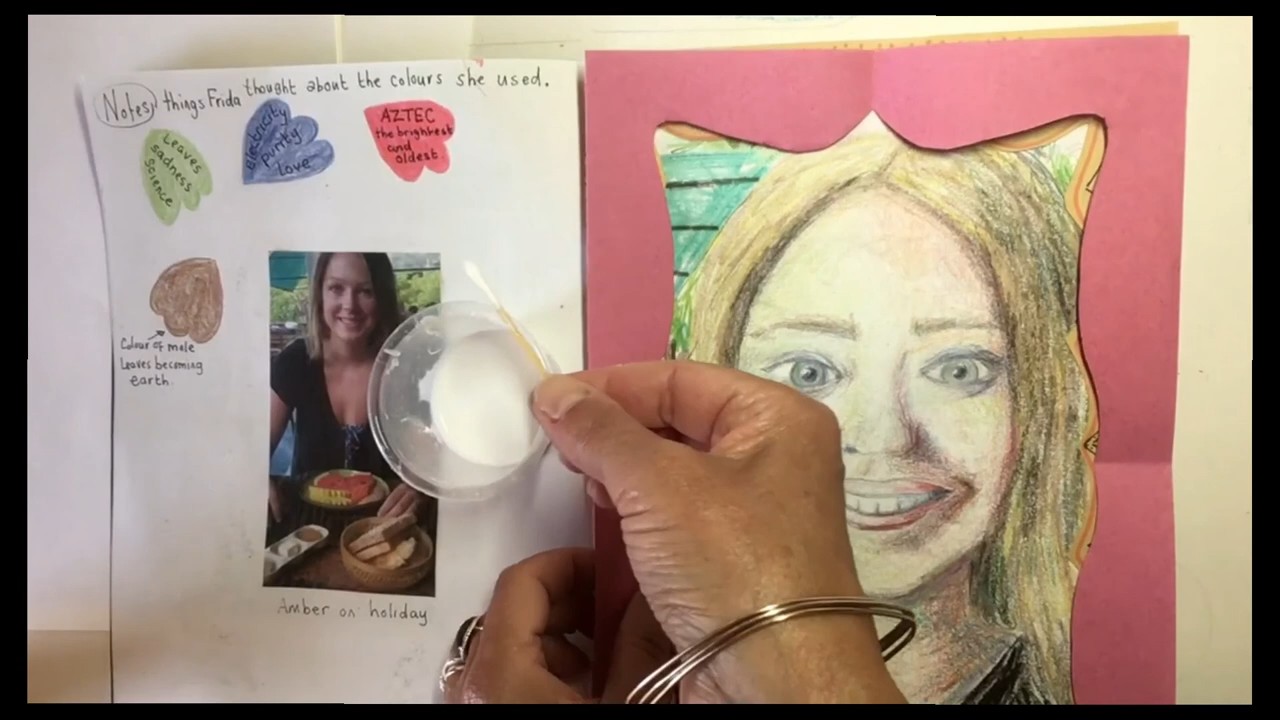 Notes, things Frida thought about the colours she used.
Leaves
sadness
science
electricity
purity
Love
AZTEC
the brightest
and
oldest
Colour of mole
Leaves becoming
earth.
Amber on holiday